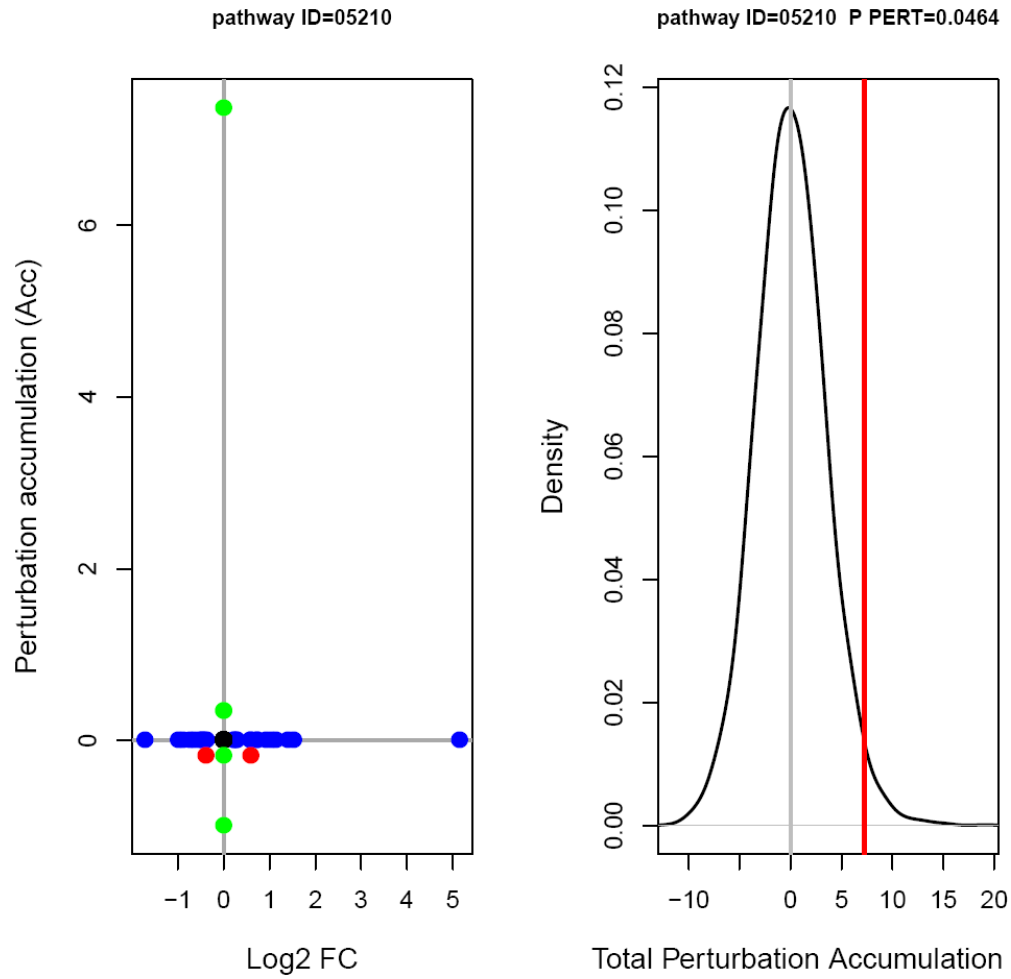 pathway ID=05210
Perturbation accumulation (Acc)
6
4
2
0
−1 0 1 2 3 4 5
Log2 FC
pathway ID=05210 P PERT=0.0464
Density
0.12
0.10
0.08
0.06
0.04
0.02
0.00
−10 0 5 10 15 20
Total Perturbation Accumulation